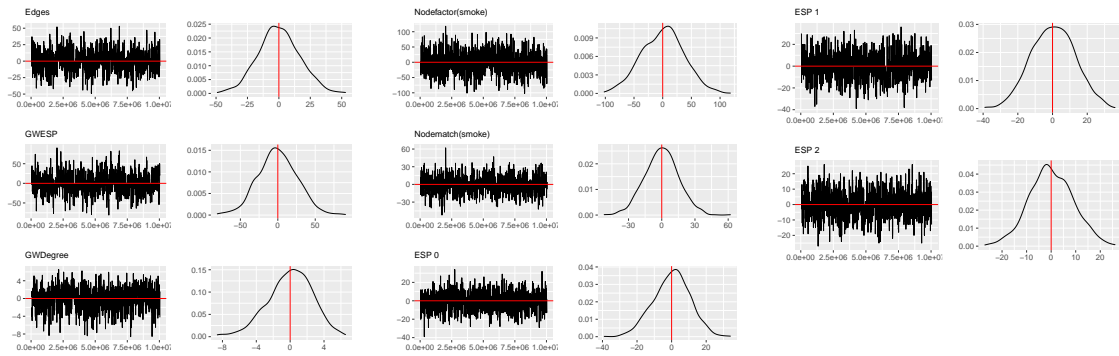 Edges
50
25
0
−25
−50
0.0e+00 2.5e+06 5.0e+06 7.5e+06 1.0e+07
0.025
0.020
0.015
0.010
0.005
0.000
−50 −25 0 25 50
GWESP
50
0
−50
0.0e+00 2.5e+06 5.0e+06 7.5e+06 1.0e+07
0.015
0.010
0.005
0.000
−50 0 50
GWDegree
4
0
−4
−8
0.0e+00 2.5e+06 5.0e+06 7.5e+06 1.0e+07
0.15
0.10
0.05
0.00
−8 −4 0 4
Nodefactor(smoke)
100
50
0
−50
−100
0.0e+00 2.5e+06 5.0e+06 7.5e+06 1.0e+07
0.009
0.006
0.003
0.000
−100 −50 0 50 100
Nodematch(smoke)
60
30
0
−30
0.0e+00 2.5e+06 5.0e+06 7.5e+06 1.0e+07
0.02
0.01
0.00
−30 0 30 60
ESP 0
20
0
−20
−40
0.0e+00 2.5e+06 5.0e+06 7.5e+06 1.0e+07
0.04
0.03
0.02
0.01
0.00
−40 −20 0 20
ESP 1
20
0
−20
−40
0.0e+00 2.5e+06 5.0e+06 7.5e+06 1.0e+07
0.03
0.02
0.01
0.00
−40 −20 0 20
ESP 2
20
10
0
−10
−20
0.0e+00 2.5e+06 5.0e+06 7.5e+06 1.0e+07
0.04
0.03
0.02
0.01
0.00
−20 −10 0 10 20